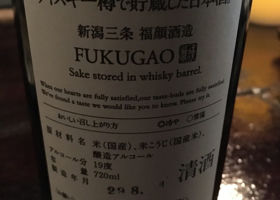 スキー樽で貯蔵した日本酒
新潟三条 福顔酒造
FUKUGAO
Sake stored in whisky barrel.
When our hearts are fully satisfied, our taste-buds are fully satisfied.
We've found a taste we would like you to know. Please say it.
おいしい召し上がり方
原材料名 米(国産)、米こうじ(国産米)、
醸造アルコール
アルコール分 19度
内容量 720ml
製造年月 29.8.
清酒